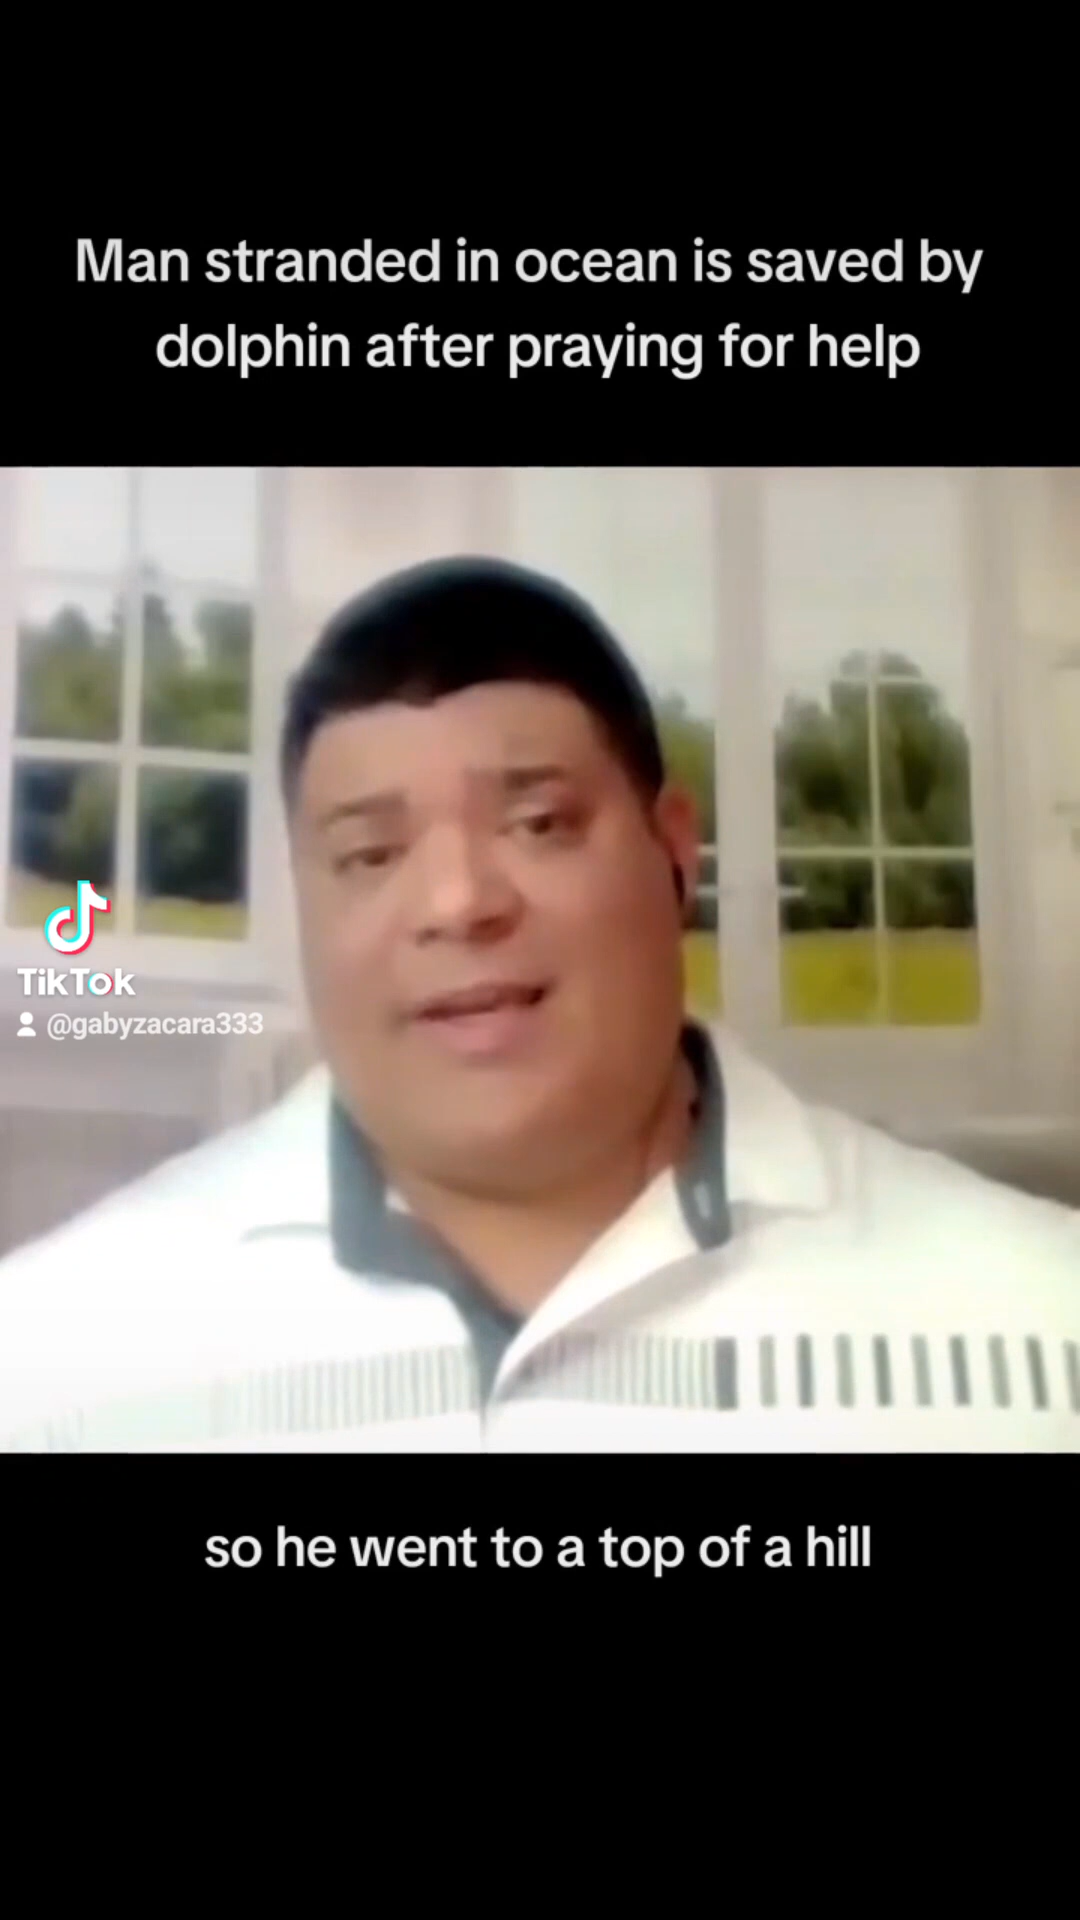 Man stranded in ocean is saved by
dolphin after praying for help
TikTok
@gabyzacara333
so he went to a top of a hill